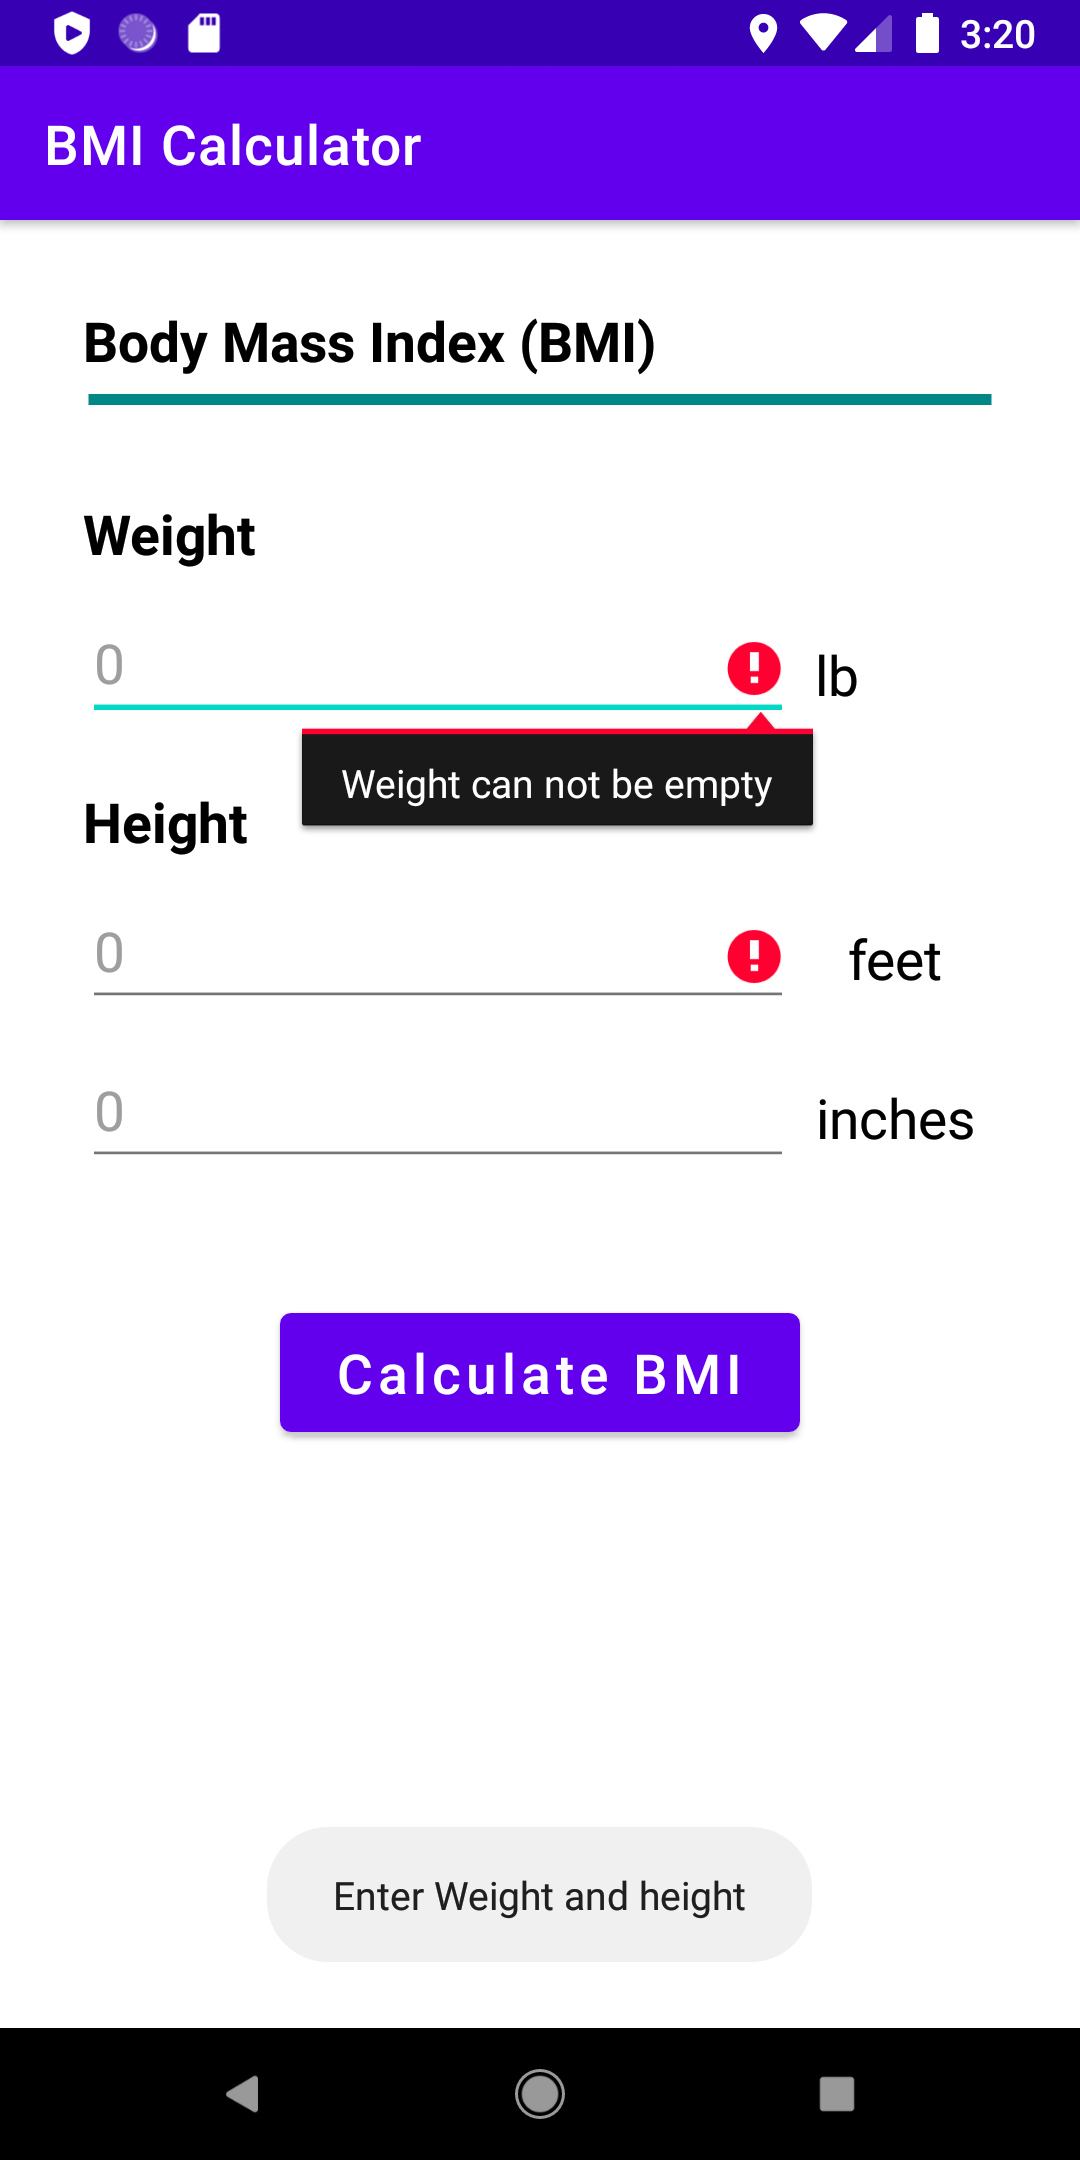 3:20
BMI Calculator
Body Mass Index (BMI)
Weight
0
lb
Weight can not be empty
Height
0
feet
0
inches
Calculate BMI
Enter Weight and height